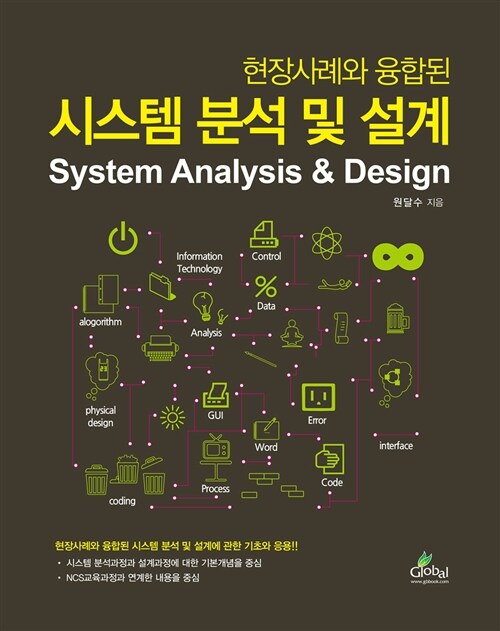 현장사례와 융합된
시스템 분석 및 설계
System Analysis & Design
원달수 지음
Information
Technology
Control
alogorithm
Analysis
Data
physical
design
GUI
Error
Word
interface
coding
Process
Code
현장사례와 융합된 시스템 분석 및 설계에 관한 기초와 응용!!
• 시스템 분석과정과 설계과정에 대한 기본개념을 중심
• NCS교육과정과 연계한 내용을 중심
Global
www.gbbook.com